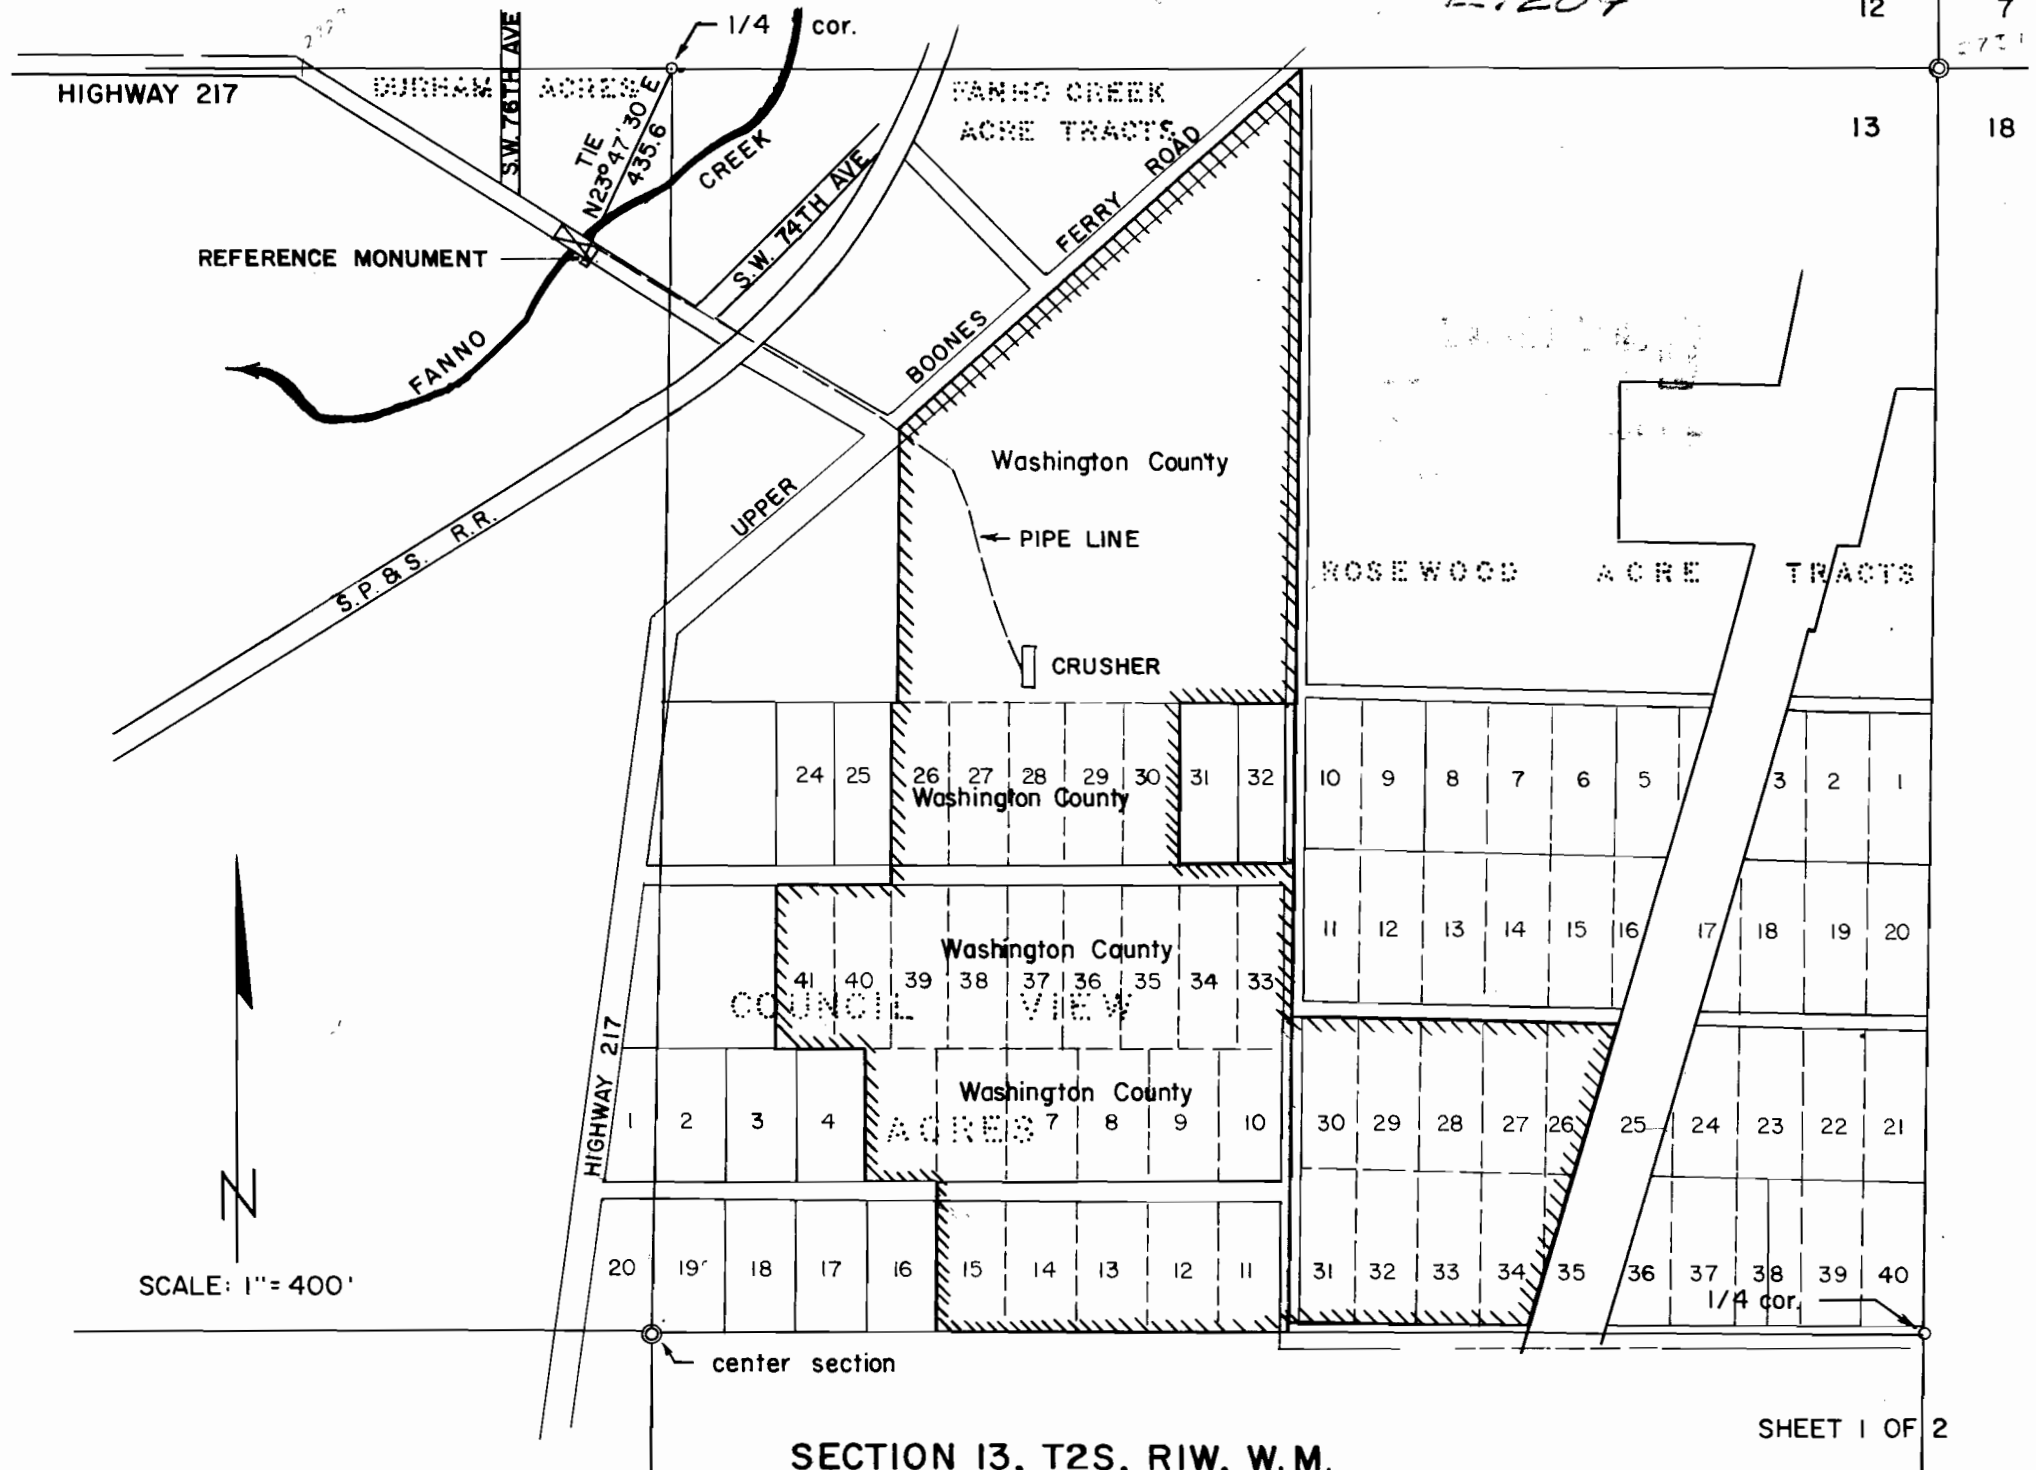 12
7
1/4 cor.
HIGHWAY 217
S.W. 76TH AVE
DURHAM ACRES
FANNO CREEK
ACRE TRACTS
13
18
TIE
N23°47'30 E
435.6
CREEK
S.W. 74TH AVE
FERRY ROAD
REFERENCE MONUMENT
BOONES
FANNO
Washington County
UPPER
PIPE LINE
S.P. & S. R.R.
ROSEWOOD ACRE TRACTS
CRUSHER
24 25 26 27 28 29 30 31 32 10 9 8 7 6 5 3 2 1
Washington County
11 12 13 14 15 16 17 18 19 20
Washington County
41 40 39 38 37 36 35 34 33
COUNCIL VIEW
HIGHWAY 217
Washington County
1 2 3 4 7 8 9 10 30 29 28 27 26 25 24 23 22 21
ACRES
20 19 18 17 16 15 14 13 12 11 31 32 33 34 35 36 37 38 39 40
N
SCALE: 1"= 400'
1/4 cor.
center section
SHEET 1 OF 2
SECTION 13, T2S, R1W, W.M.